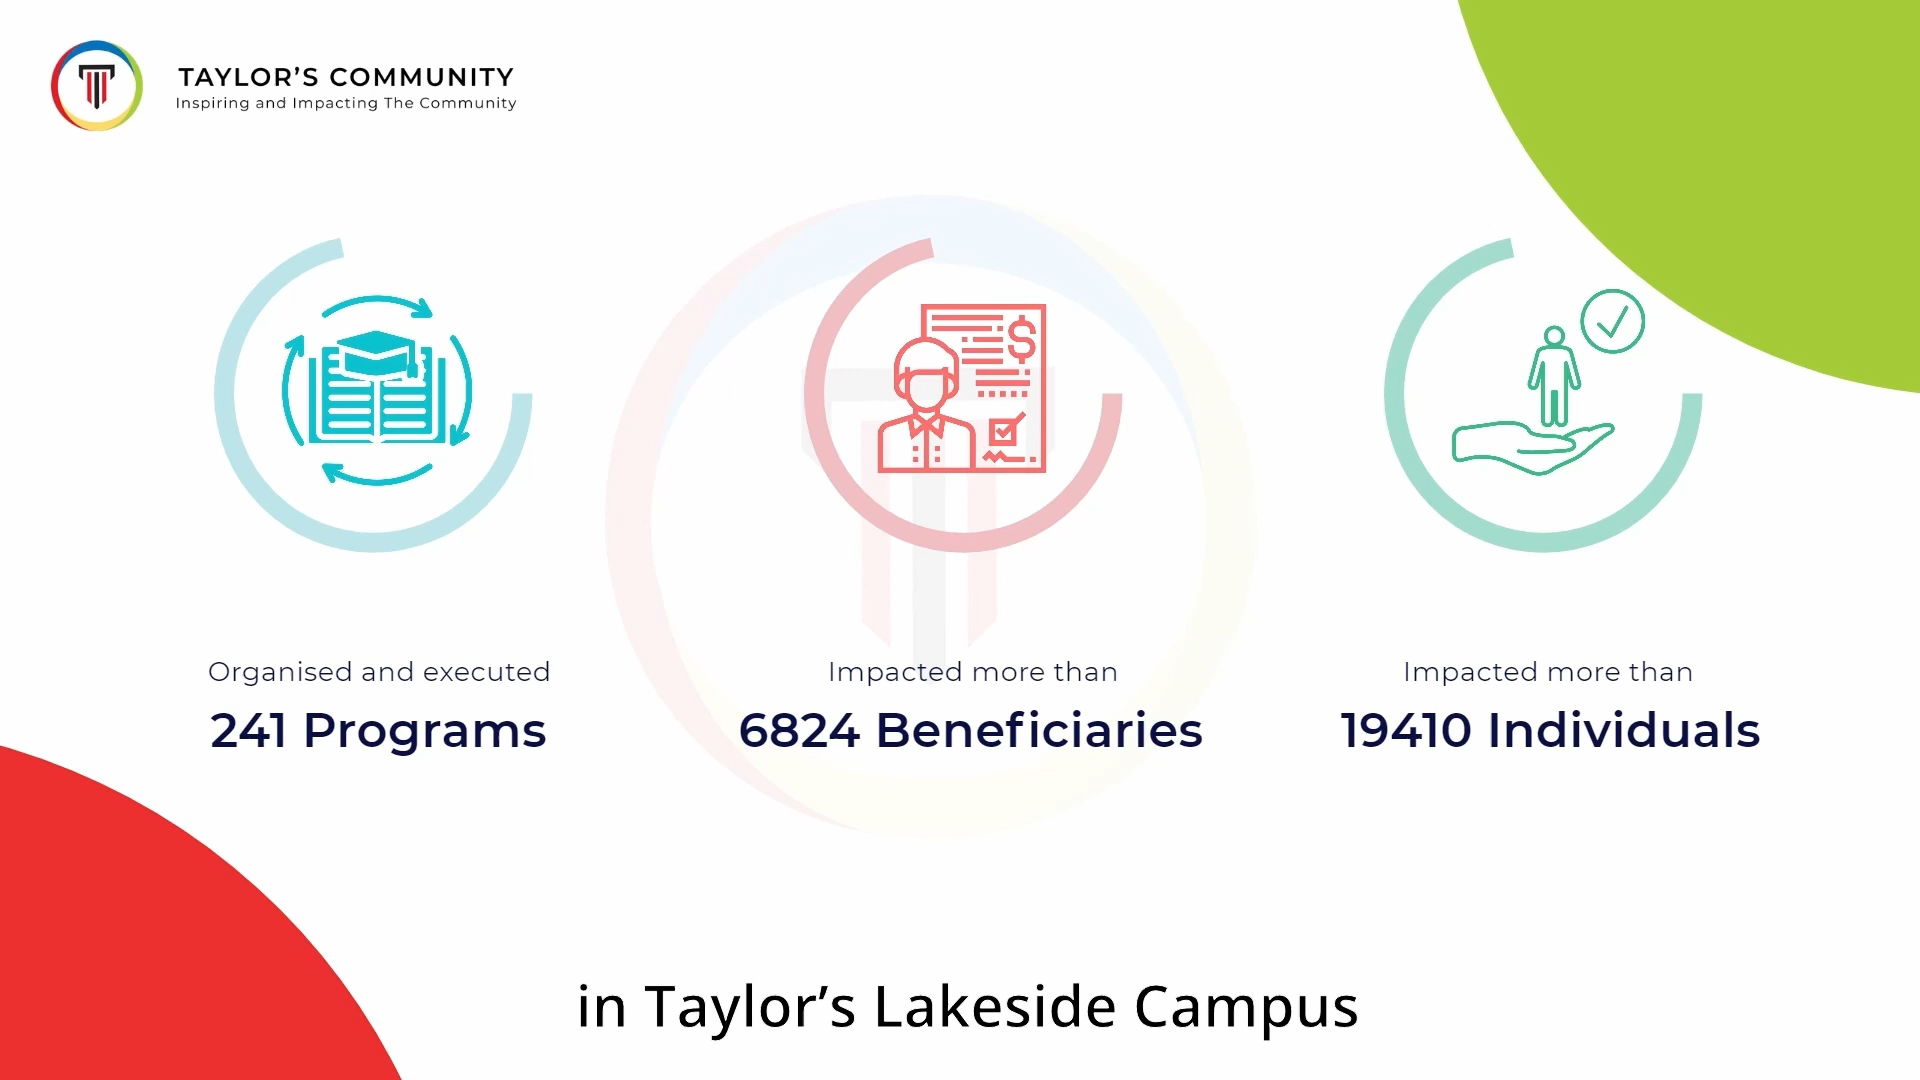 TAYLOR’S COMMUNITY
Inspiring and Impacting The Community
Organised and executed
241 Programs
Impacted more than
6824 Beneficiaries
Impacted more than
19410 Individuals
in Taylor’s Lakeside Campus